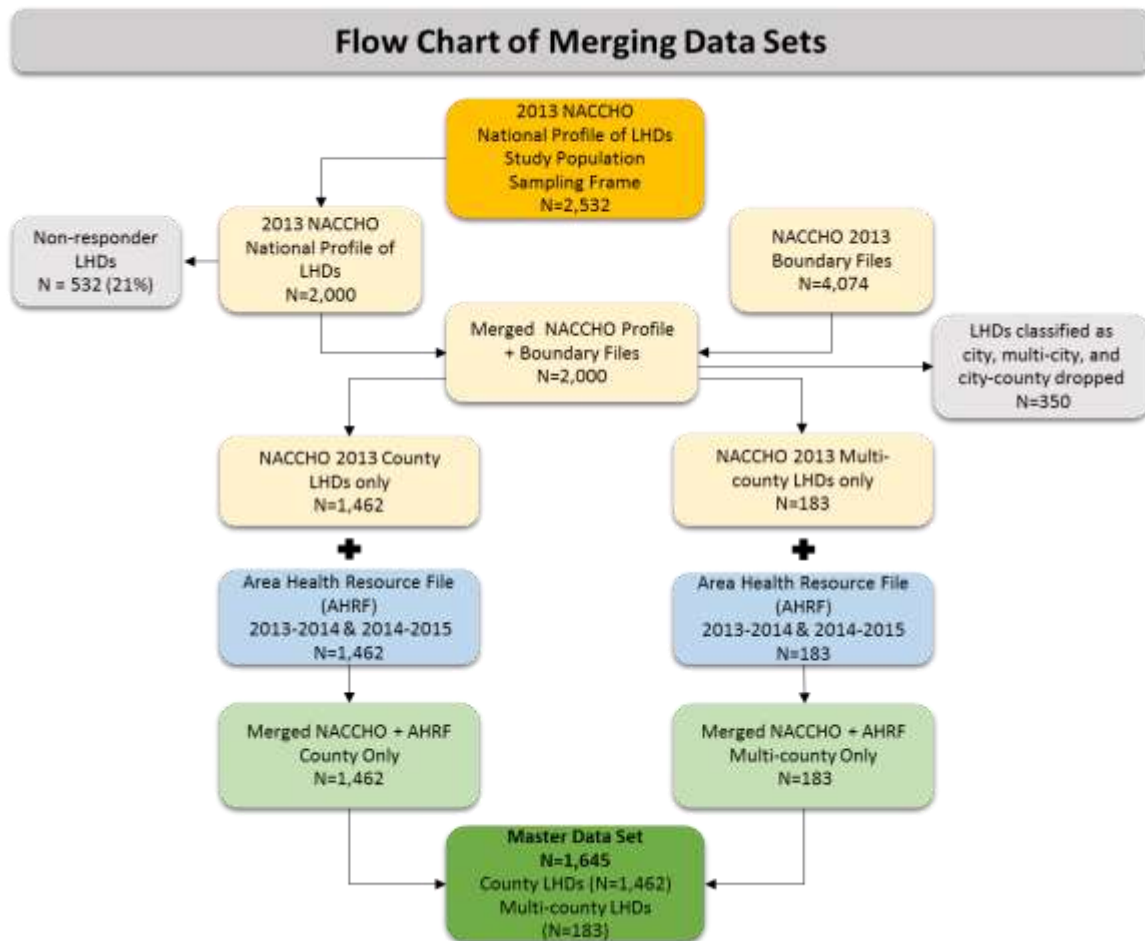 Flow Chart of Merging Data Sets
2013 NACCHO
National Profile of LHDs
Study Population
Sampling Frame
N=2,532
Non-responder
LHDs
N = 532 (21%)
2013 NACCHO
National Profile of
LHDs
N=2,000
NACCHO 2013
Boundary Files
N=4,074
Merged NACCHO Profile
+ Boundary Files
N=2,000
LHDs classified as
city, multi-city, and
city-county dropped
N=350
NACCHO 2013 County
LHDs only
N=1,462
NACCHO 2013 Multi-
county LHDs only
N=183
Area Health Resource File
(AHRF)
2013-2014 & 2014-2015
N=1,462
Area Health Resource File
(AHRF)
2013-2014 & 2014-2015
N=183
Merged NACCHO + AHRF
County Only
N=1,462
Merged NACCHO + AHRF
Multi-county Only
N=183
Master Data Set
N=1,645
County LHDs (N=1,462)
Multi-county LHDs
(N=183)